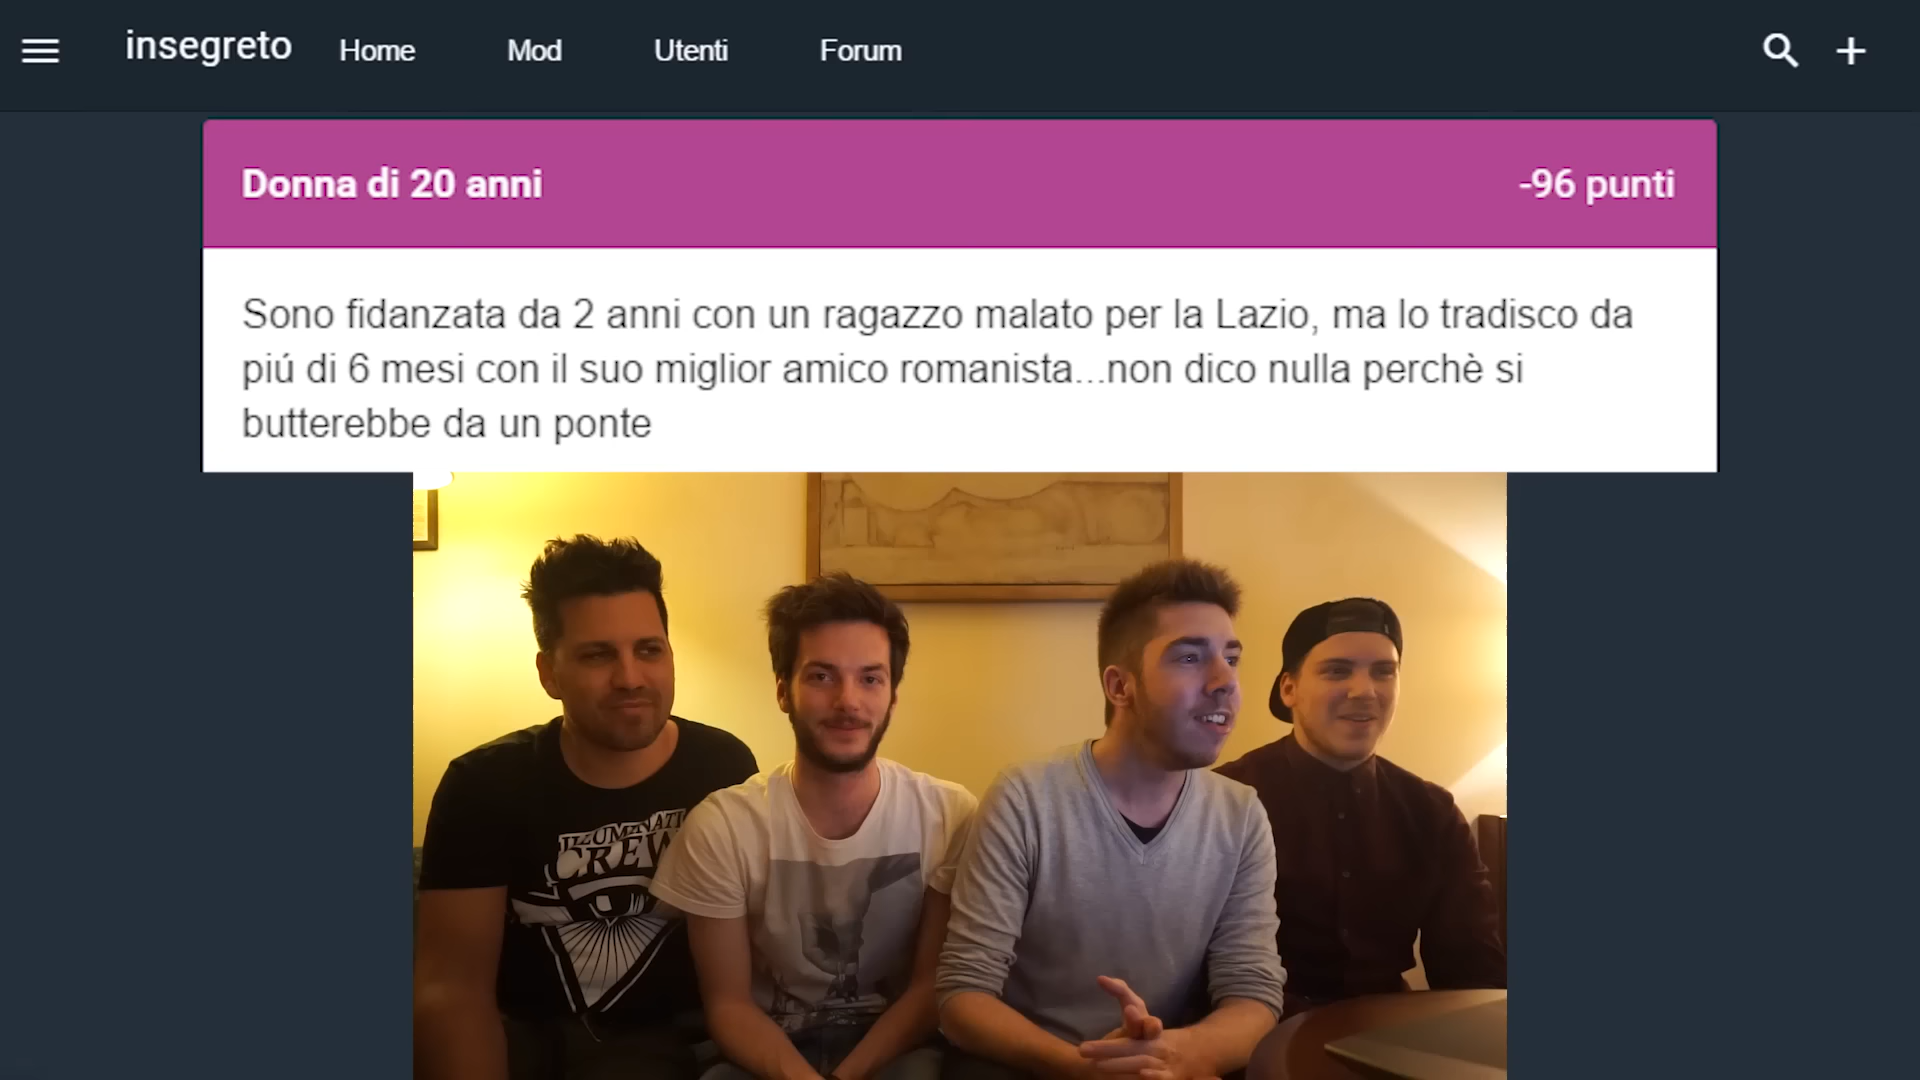 insegreto Home Mod Utenti Forum
Donna di 20 anni -96 punti
Sono fidanzata da 2 anni con un ragazzo malato per la Lazio, ma lo tradisco da
piú di 6 mesi con il suo miglior amico romanista...non dico nulla perchè si
butterebbe da un ponte
ILLUMINATI
CREW